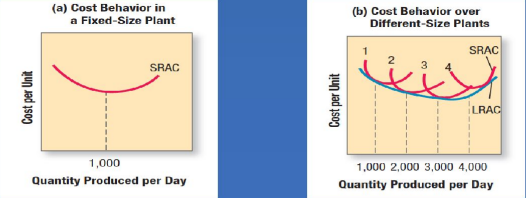 (a) Cost Behavior in
a Fixed-Size Plant
SRAC
Cost per Unit
1,000
Quantity Produced per Day
(b) Cost Behavior over
Different-Size Plants
1
2
3
4
SRAC
LRAC
Cost per Unit
1,000 2,000 3,000 4,000
Quantity Produced per Day